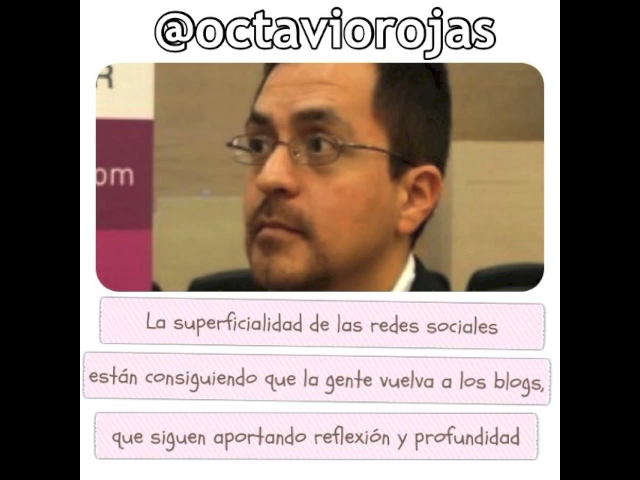 @octaviorojas
R
om
La superficialidad de las redes sociales
están consiguiendo que la gente vuelva a los blogs,
que siguen aportando reflexión y profundidad